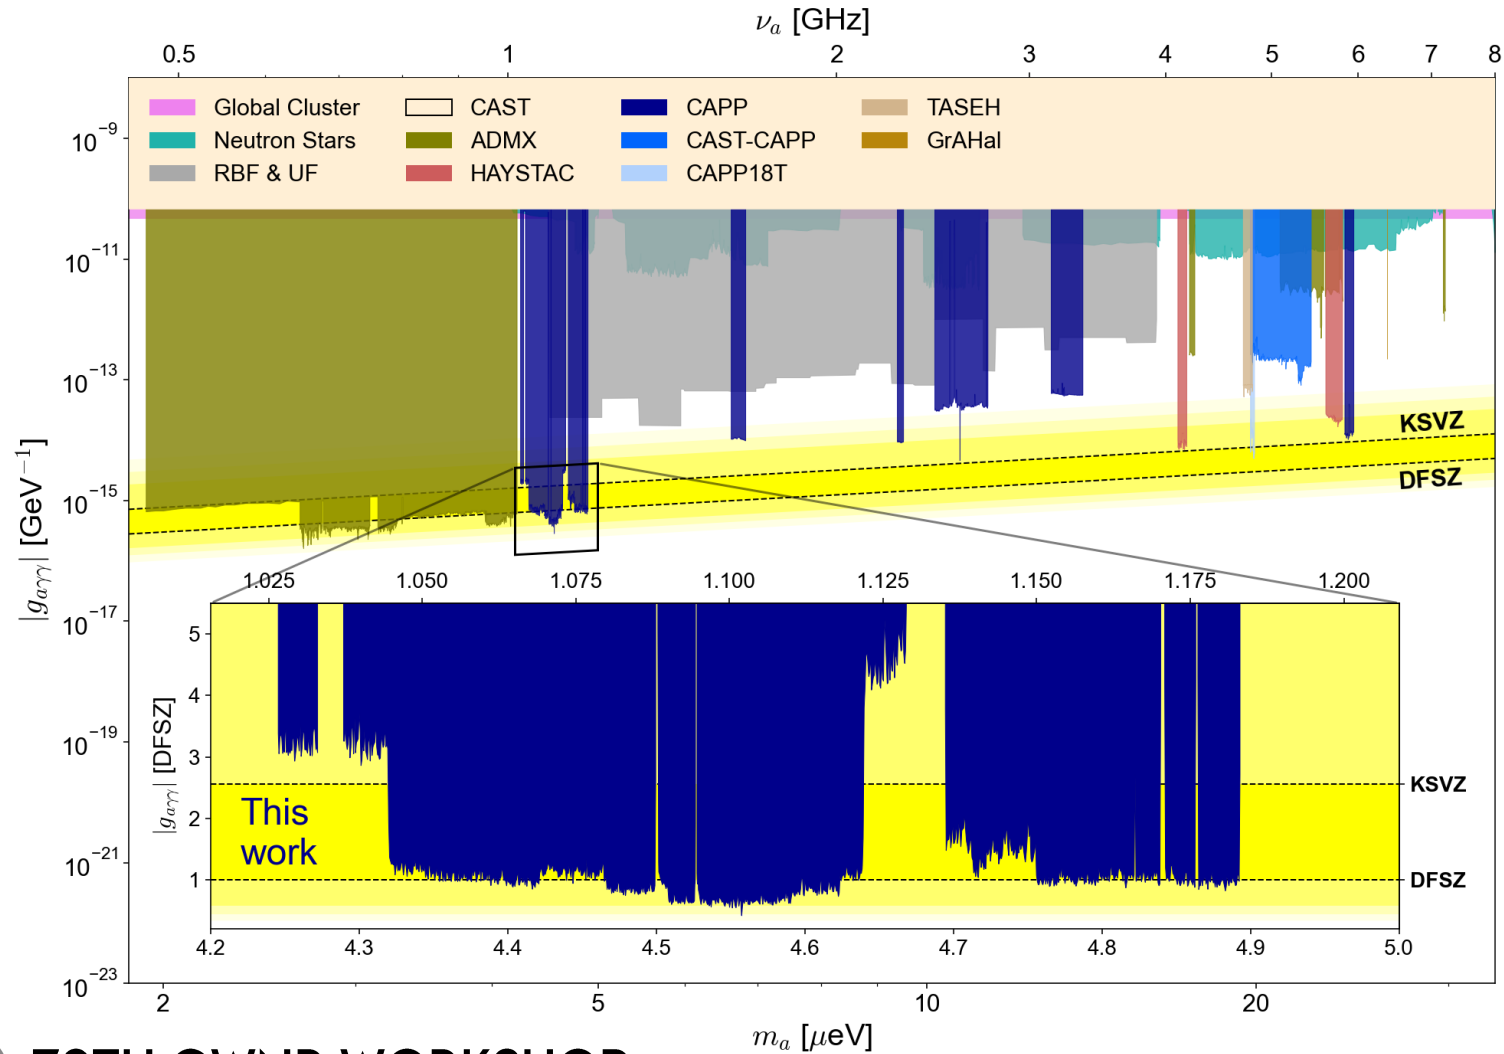 ν_a [GHz]
0.5 1 2 3 4 5 6 7 8
Global Cluster CAST CAPP TASEH
Neutron Stars ADMX CAST-CAPP GrAHal
RBF & UF HAYSTAC CAPP18T
10⁻⁹
10⁻¹¹
10⁻¹³
10⁻¹⁵
10⁻¹⁷
10⁻¹⁹
10⁻²¹
10⁻²³
|g_aγγ| [GeV⁻¹]
KSVZ
DFSZ
1.025 1.050 1.075 1.100 1.125 1.150 1.175 1.200
5
4
3
2
1
|g_aγγ| [DFSZ]
This
work
KSVZ
DFSZ
4.2 4.3 4.4 4.5 4.6 4.7 4.8 4.9 5.0
2 5 10 20
m_a [μeV]